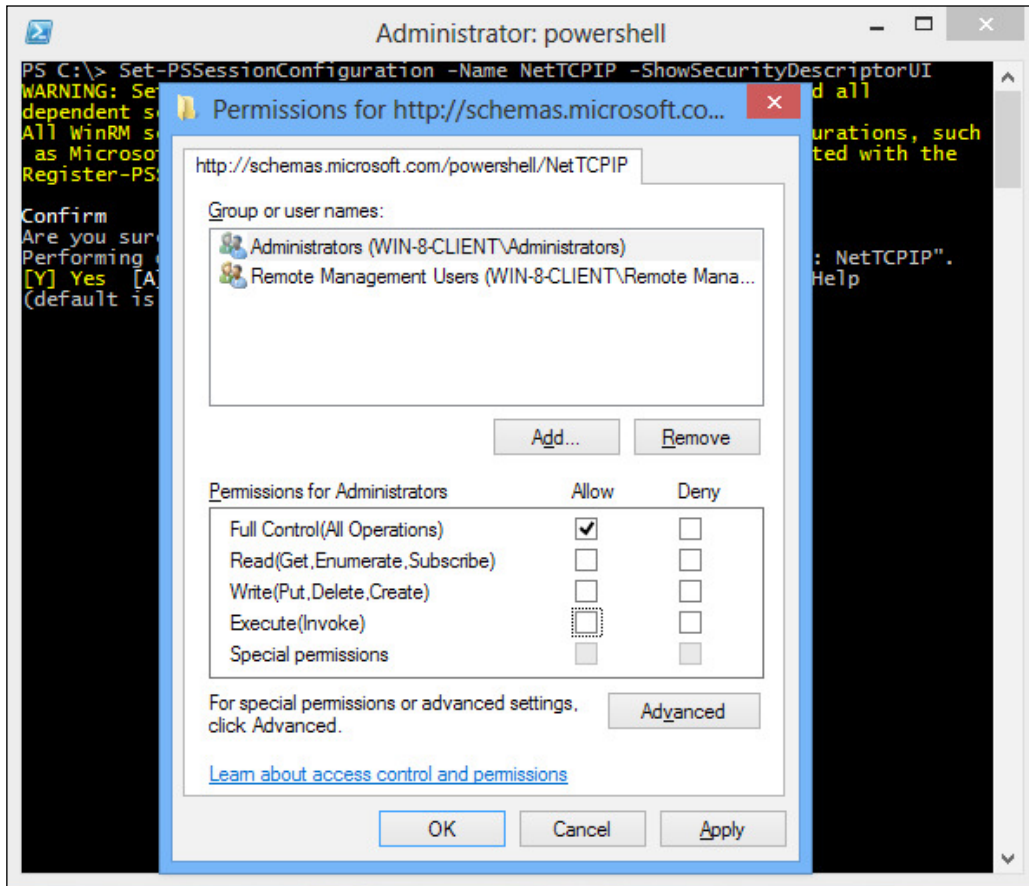 Administrator: powershell
PS C:\> Set-PSSessionConfiguration -Name NetTCPIP -ShowSecurityDescriptorUI
WARNING: Set d all
dependent s
All WinRM s urations, such
as Microsof ted with the
Register-PS
Confirm
Are you sur
Performing : NetTCPIP".
[Y] Yes [A] Help
(default is
Permissions for http://schemas.microsoft.co...
http://schemas.microsoft.com/powershell/NetTCPIP
Group or user names:
Administrators (WIN-8-CLIENT\Administrators)
Remote Management Users (WIN-8-CLIENT\Remote Mana...
Add... Remove
Permissions for Administrators Allow Deny
Full Control(All Operations)
Read(Get,Enumerate,Subscribe)
Write(Put,Delete,Create)
Execute(Invoke)
Special permissions
For special permissions or advanced settings,
click Advanced.
Advanced
Learn about access control and permissions
OK Cancel Apply